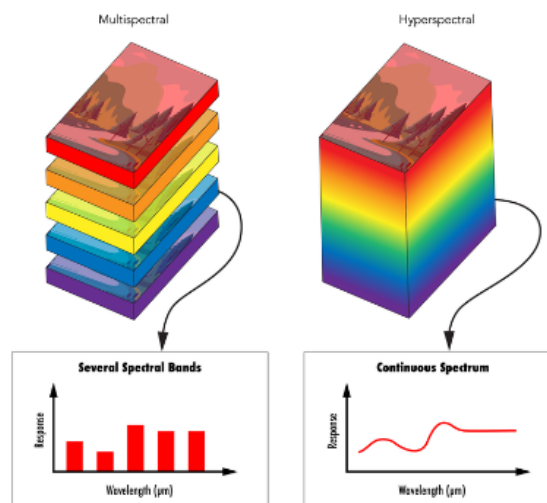 Multispectral
Hyperspectral
Several Spectral Bands
Response
Wavelength (µm)
Continuous Spectrum
Response
Wavelength (µm)